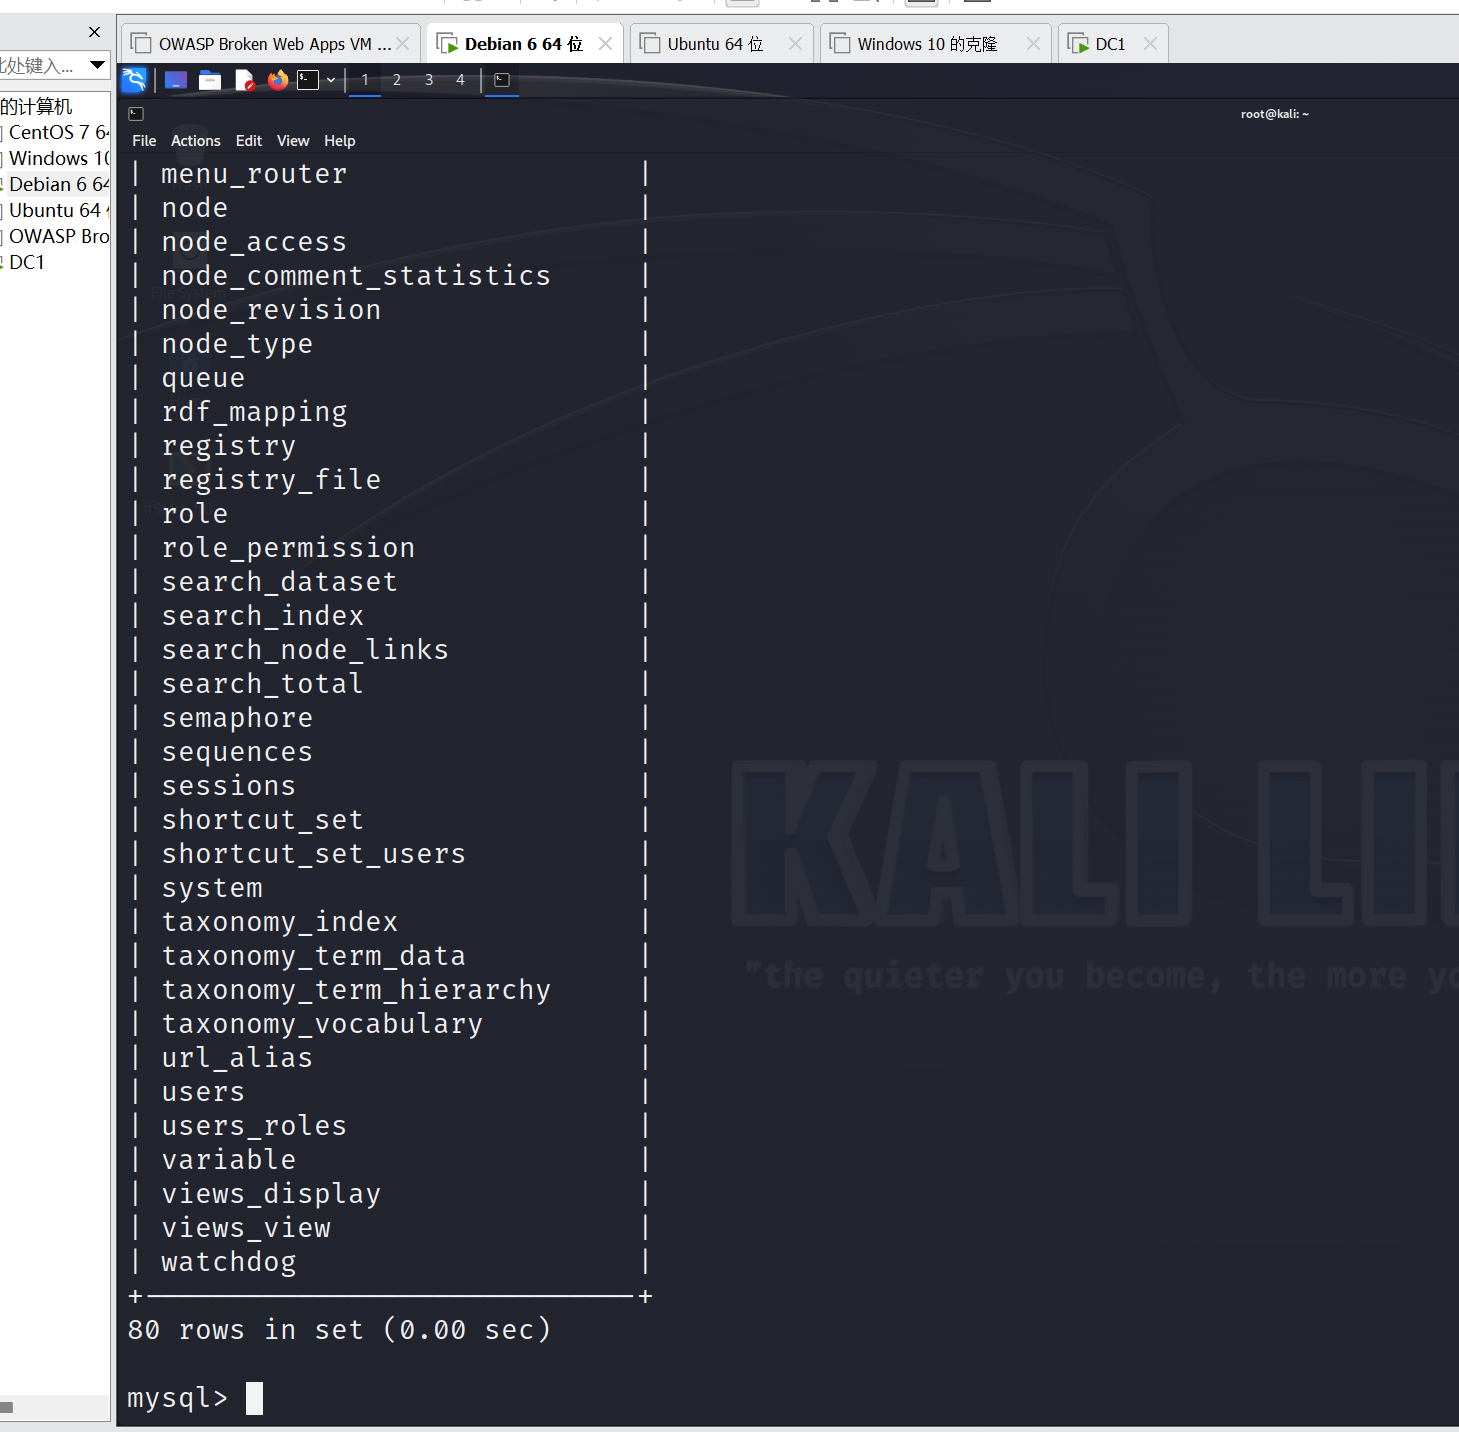 OWASP Broken Web Apps VM ...
Debian 6 64 位
Ubuntu 64 位
Windows 10 的克隆
DC1
此处键入...
的计算机
CentOS 7 64
Windows 10
Debian 6 64
Ubuntu 64 位
OWASP Bro
DC1
1 2 3 4
root@kali: ~
File Actions Edit View Help
| menu_router |
| node |
| node_access |
| node_comment_statistics |
| node_revision |
| node_type |
| queue |
| rdf_mapping |
| registry |
| registry_file |
| role |
| role_permission |
| search_dataset |
| search_index |
| search_node_links |
| search_total |
| semaphore |
| sequences |
| sessions |
| shortcut_set |
| shortcut_set_users |
| system |
| taxonomy_index |
| taxonomy_term_data |
| taxonomy_term_hierarchy |
| taxonomy_vocabulary |
| url_alias |
| users |
| users_roles |
| variable |
| views_display |
| views_view |
| watchdog |
+-----------------------------+
80 rows in set (0.00 sec)
mysql>
KALI LI
"the quieter you become, the more yo